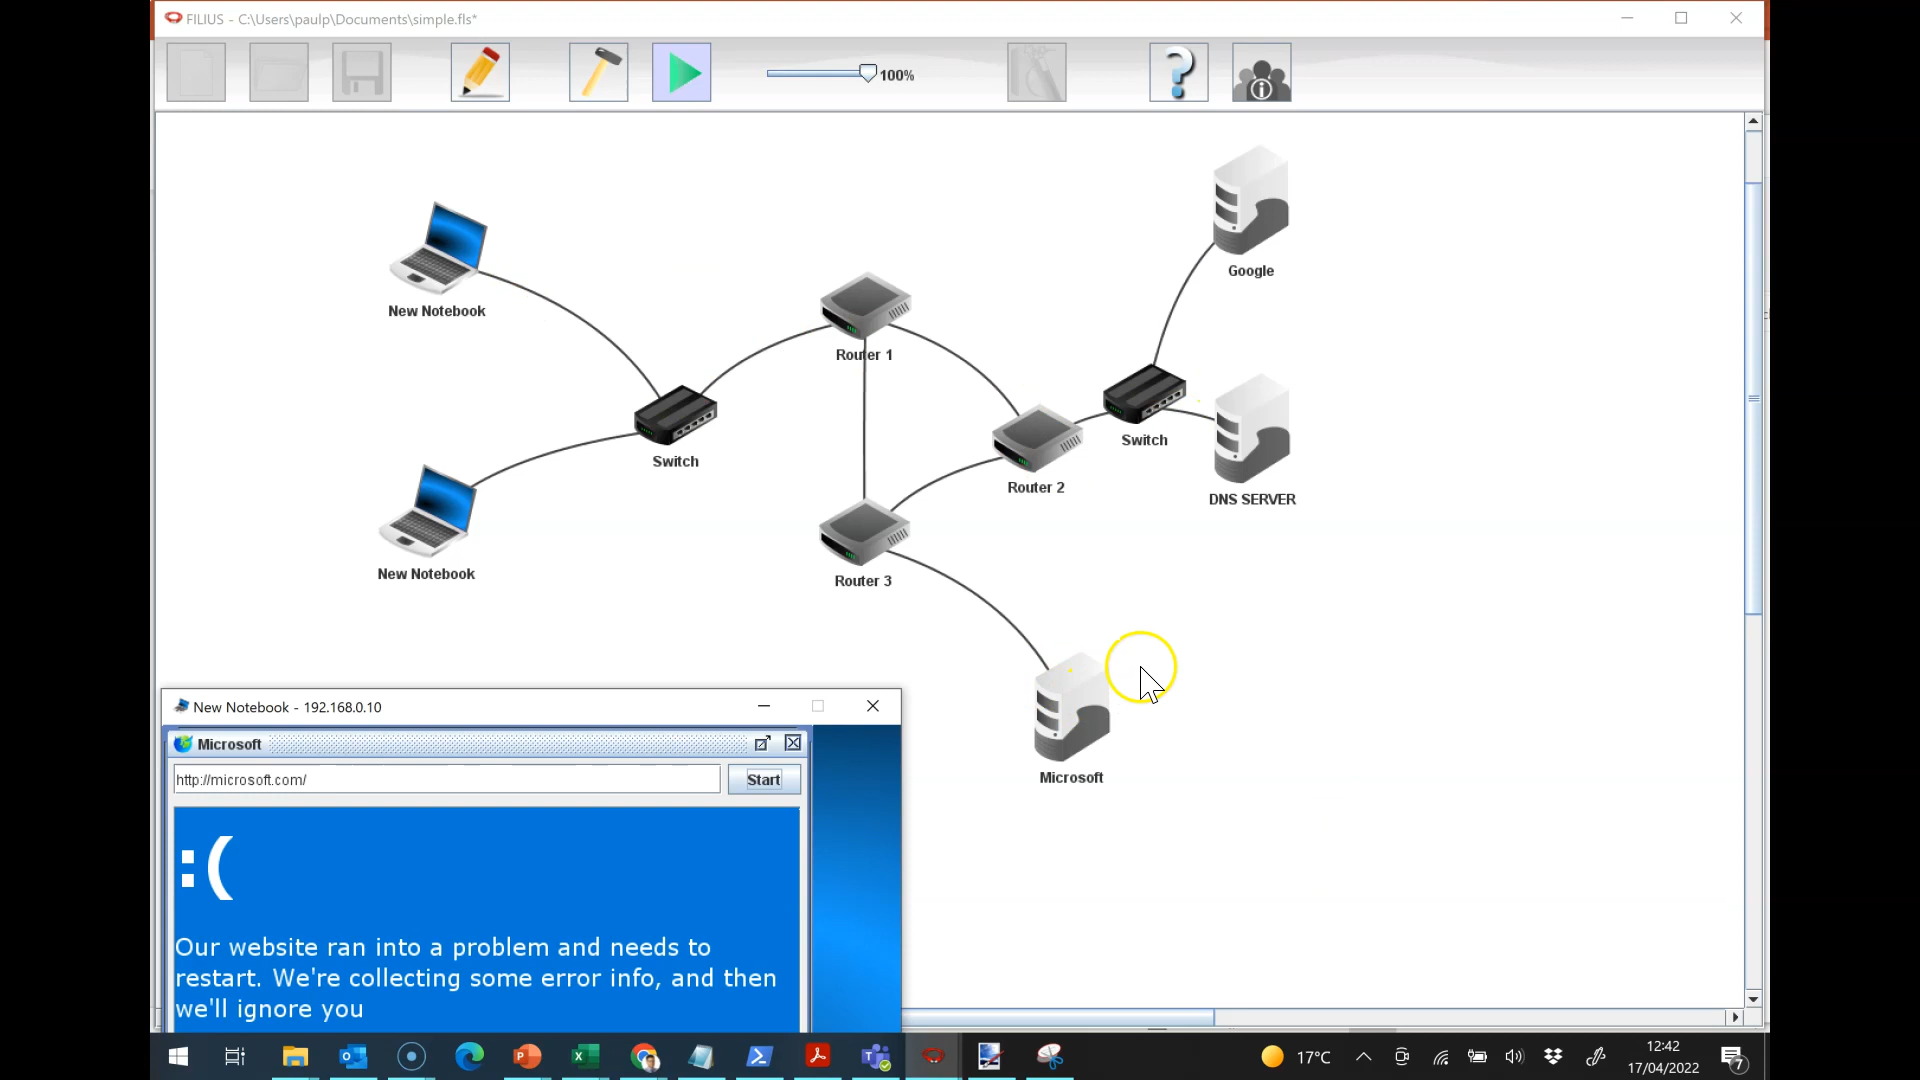 FILIUS - C:\Users\paulp\Documents\simple.fls*
100%
Google
New Notebook
Router 1
Switch
Switch
Router 2
DNS SERVER
New Notebook
Router 3
New Notebook - 192.168.0.10
Microsoft
http://microsoft.com/
Start
Microsoft
:(
Our website ran into a problem and needs to
restart. We're collecting some error info, and then
we'll ignore you
17°C
12:42
17/04/2022
7